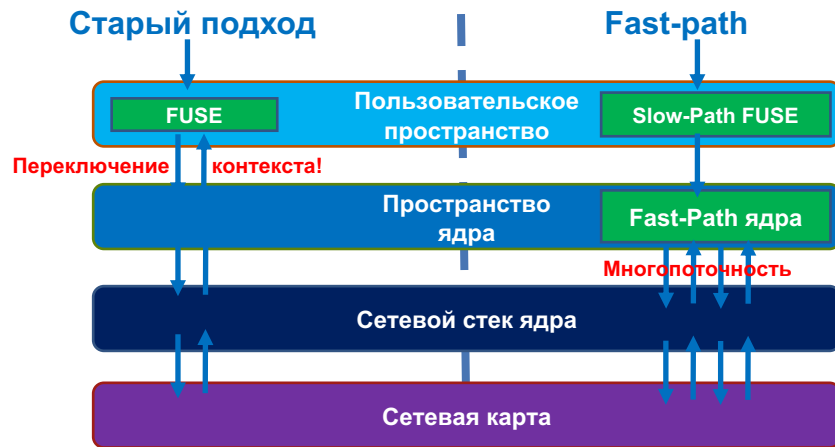 Старый подход
Fast-path
FUSE
Пользовательское
пространство
Slow-Path FUSE
Переключение
контекста!
Пространство
ядра
Fast-Path ядра
Многопоточность
Сетевой стек ядра
Сетевая карта